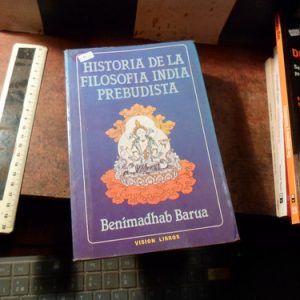 HISTORIA DE LA
FILOSOFIA INDIA
PREBUDISTA
Benimadhab Barua
VISION LIBROS